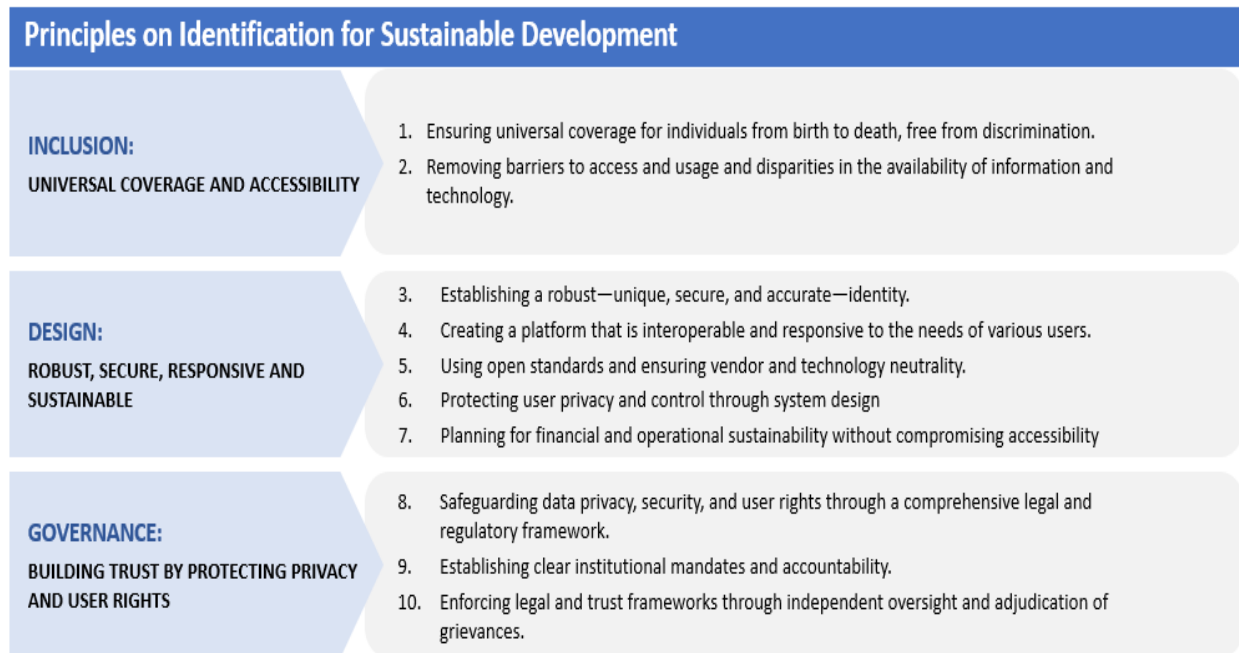 Principles on Identification for Sustainable Development
INCLUSION:
UNIVERSAL COVERAGE AND ACCESSIBILITY
1. Ensuring universal coverage for individuals from birth to death, free from discrimination.
2. Removing barriers to access and usage and disparities in the availability of information and
technology.
DESIGN:
ROBUST, SECURE, RESPONSIVE AND
SUSTAINABLE
3. Establishing a robust—unique, secure, and accurate—identity.
4. Creating a platform that is interoperable and responsive to the needs of various users.
5. Using open standards and ensuring vendor and technology neutrality.
6. Protecting user privacy and control through system design
7. Planning for financial and operational sustainability without compromising accessibility
GOVERNANCE:
BUILDING TRUST BY PROTECTING PRIVACY
AND USER RIGHTS
8. Safeguarding data privacy, security, and user rights through a comprehensive legal and
regulatory framework.
9. Establishing clear institutional mandates and accountability.
10. Enforcing legal and trust frameworks through independent oversight and adjudication of
grievances.